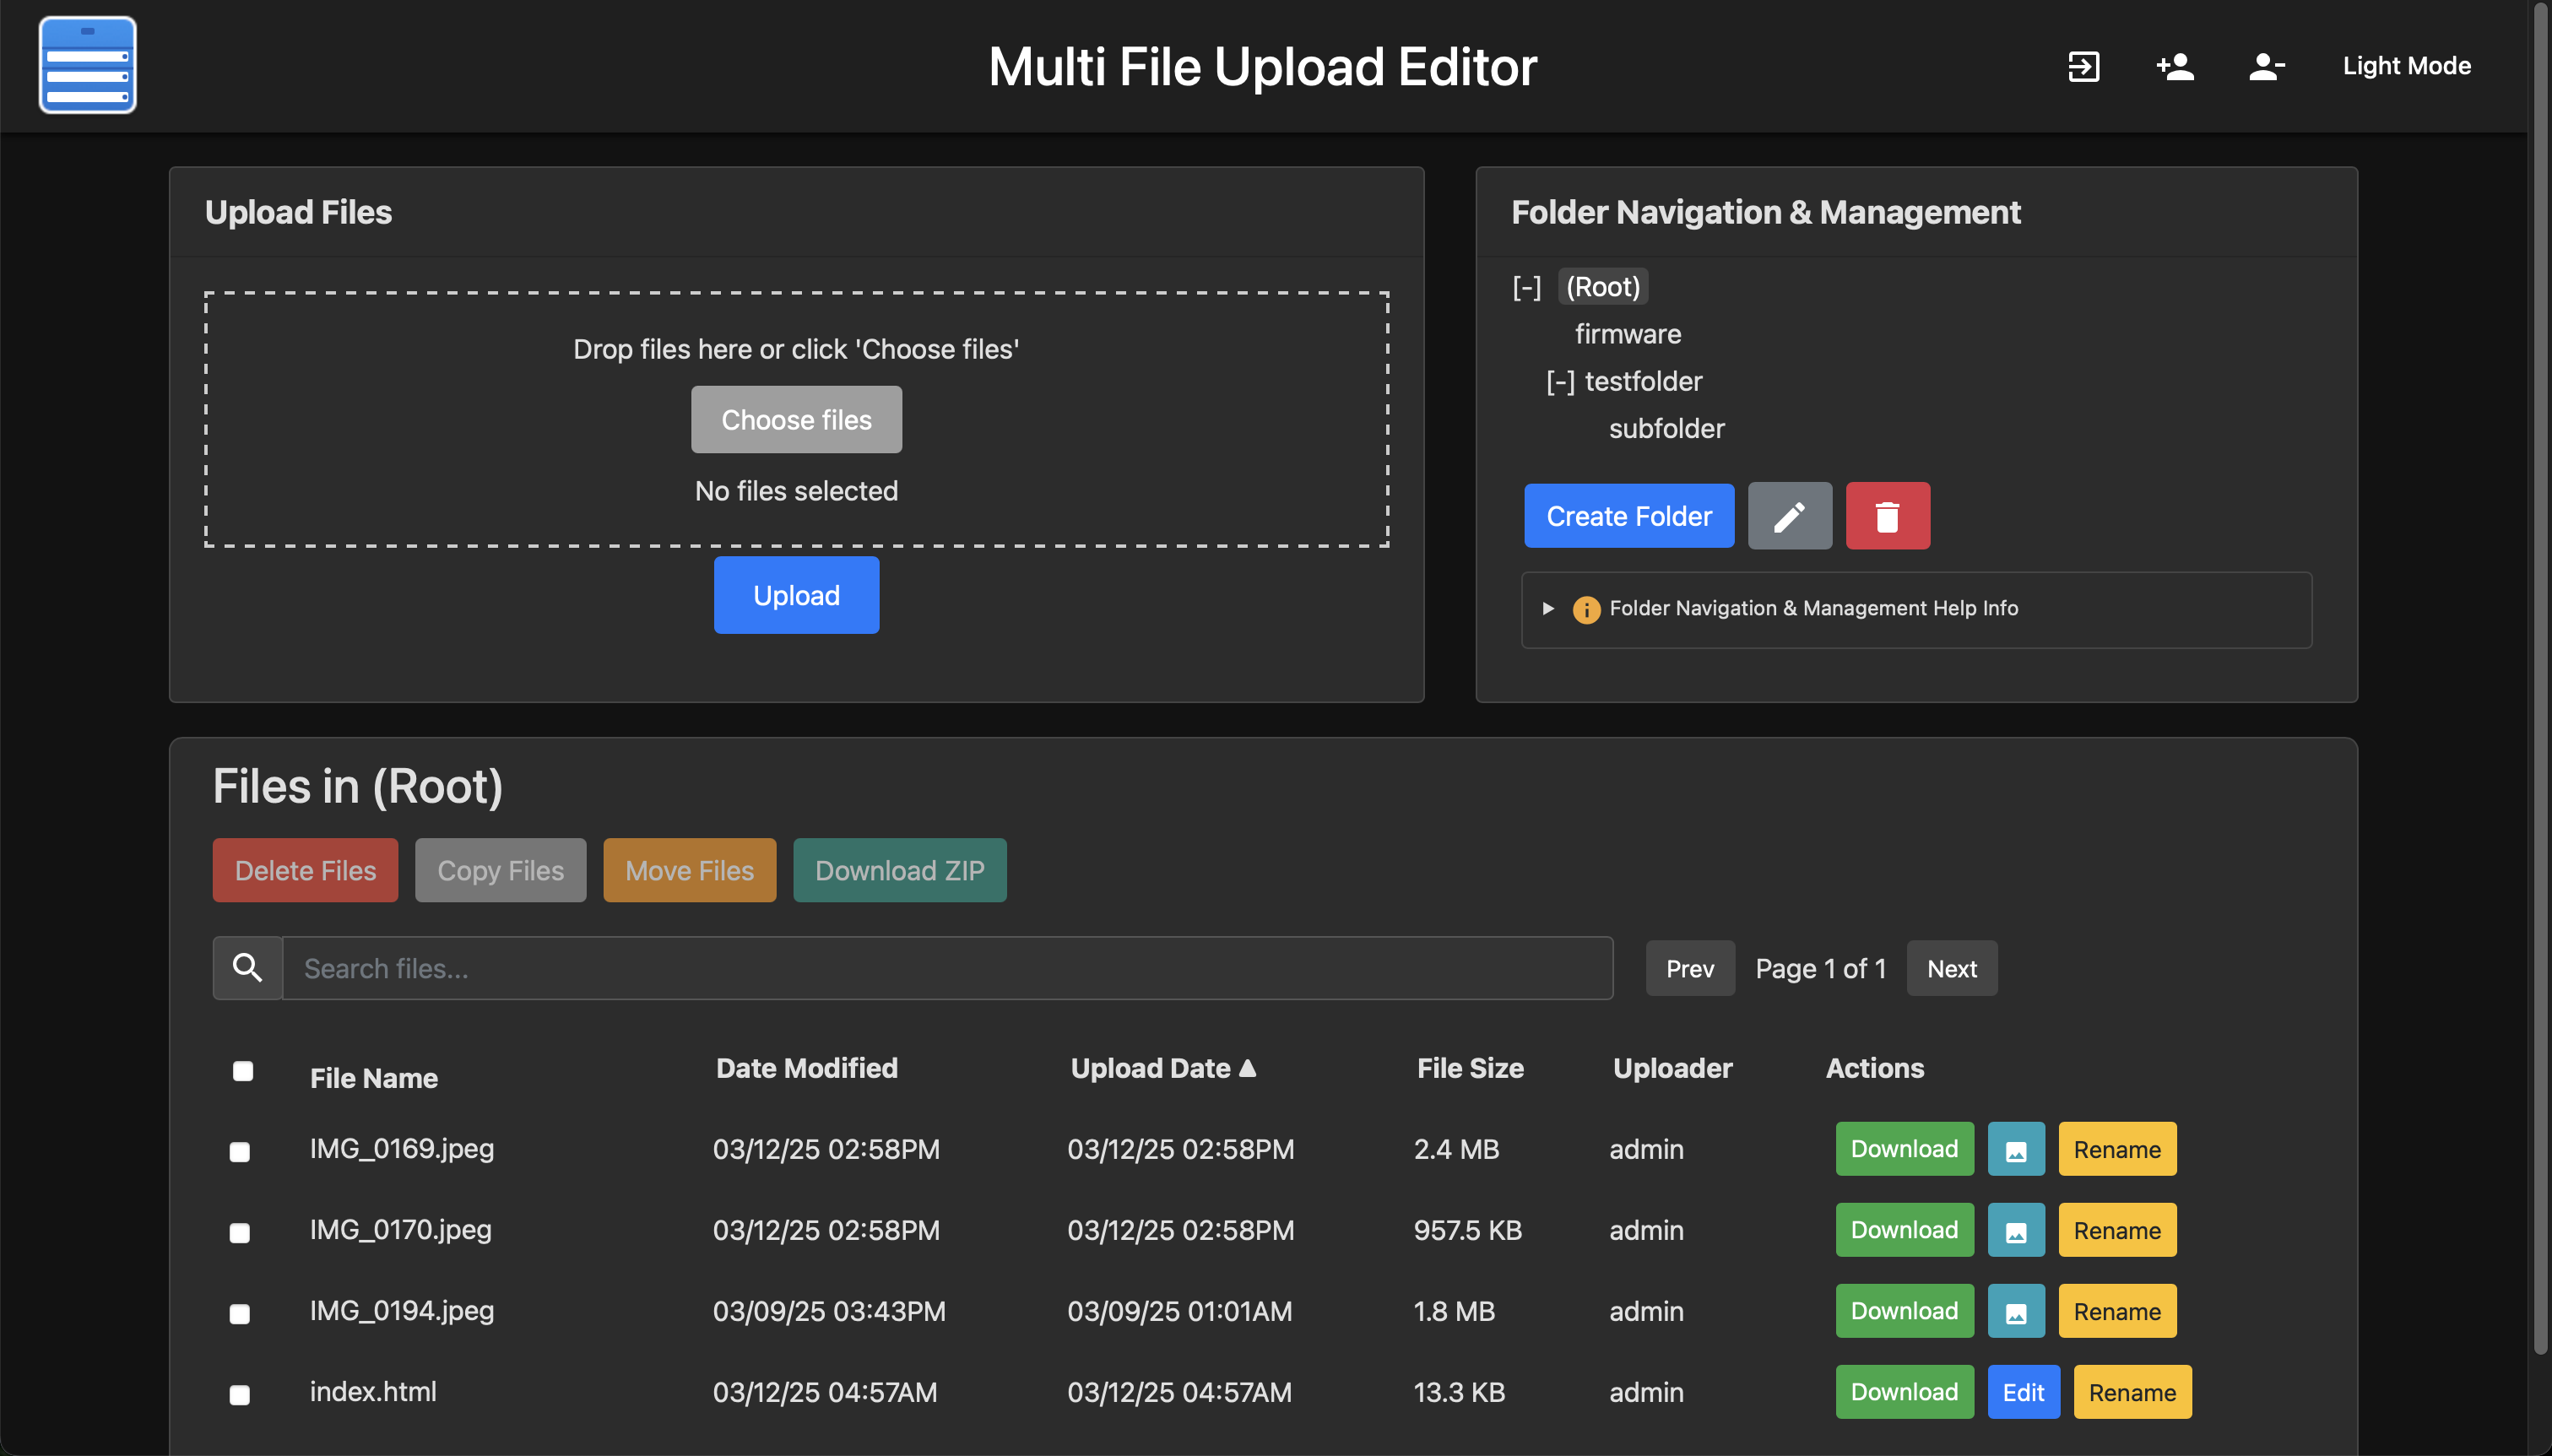 Multi File Upload Editor
Light Mode
Upload Files
Drop files here or click 'Choose files'
Choose files
No files selected
Upload
Folder Navigation & Management
[-] (Root)
firmware
[-] testfolder
subfolder
Create Folder
Folder Navigation & Management Help Info
Files in (Root)
Delete Files Copy Files Move Files Download ZIP
Search files...
Prev Page 1 of 1 Next
File Name Date Modified Upload Date ▲ File Size Uploader Actions
IMG_0169.jpeg 03/12/25 02:58PM 03/12/25 02:58PM 2.4 MB admin Download Rename
IMG_0170.jpeg 03/12/25 02:58PM 03/12/25 02:58PM 957.5 KB admin Download Rename
IMG_0194.jpeg 03/09/25 03:43PM 03/09/25 01:01AM 1.8 MB admin Download Rename
index.html 03/12/25 04:57AM 03/12/25 04:57AM 13.3 KB admin Download Edit Rename